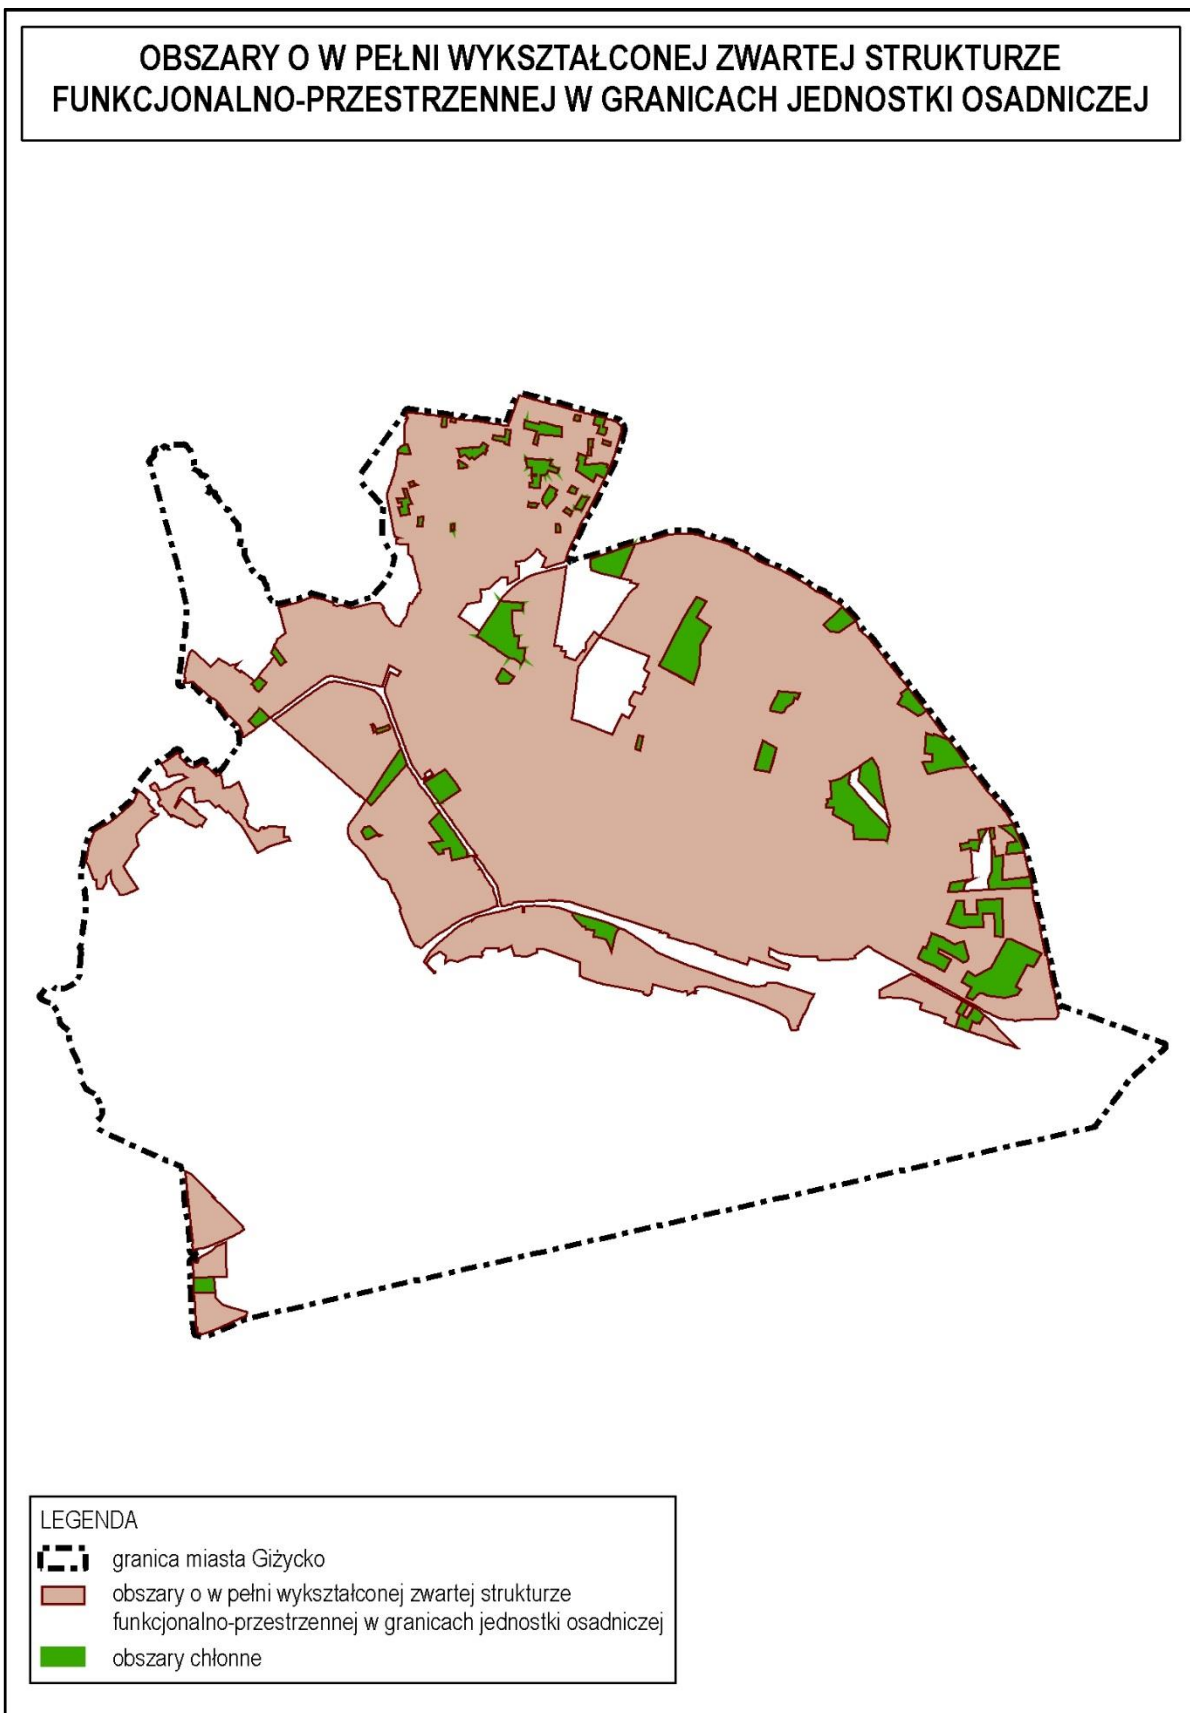 OBSZARY O W PEŁNI WYKSZTAŁCONEJ ZWARTEJ STRUKTURZE
FUNKCJONALNO-PRZESTRZENNEJ W GRANICACH JEDNOSTKI OSADNICZEJ
LEGENDA
granica miasta Giżycko
obszary o w pełni wykształconej zwartej strukturze
funkcjonalno-przestrzennej w granicach jednostki osadniczej
obszary chłonne